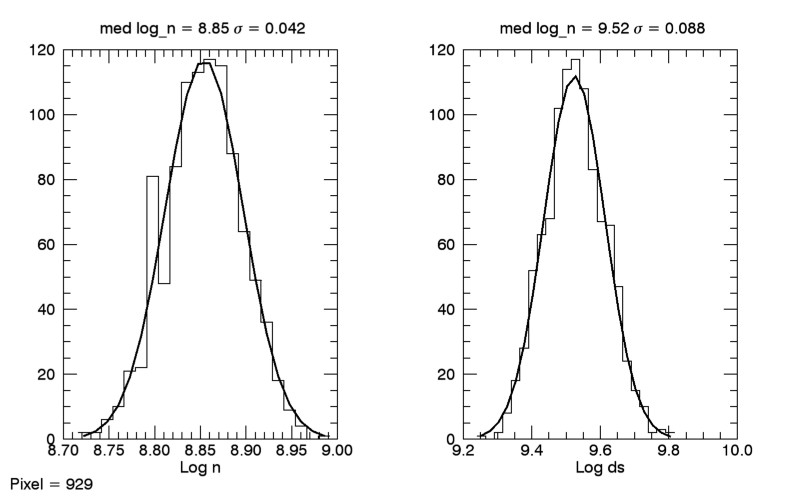 med log_n = 8.85 σ = 0.042
120
100
80
60
40
20
0
8.70 8.75 8.80 8.85 8.90 8.95 9.00
Log n
med log_n = 9.52 σ = 0.088
120
100
80
60
40
20
0
9.2 9.4 9.6 9.8 10.0
Log ds
Pixel = 929